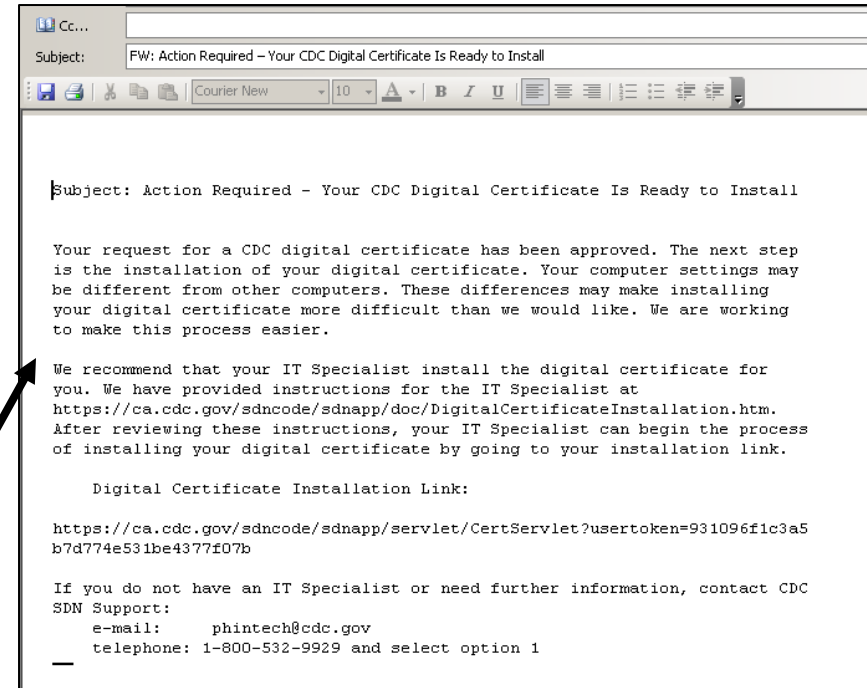 Cc...
Subject: FW: Action Required – Your CDC Digital Certificate Is Ready to Install
Courier New 10 A B I U
Subject: Action Required - Your CDC Digital Certificate Is Ready to Install
Your request for a CDC digital certificate has been approved. The next step
is the installation of your digital certificate. Your computer settings may
be different from other computers. These differences may make installing
your digital certificate more difficult than we would like. We are working
to make this process easier.
We recommend that your IT Specialist install the digital certificate for
you. We have provided instructions for the IT Specialist at
https://ca.cdc.gov/sdncode/sdnapp/doc/DigitalCertificateInstallation.htm.
After reviewing these instructions, your IT Specialist can begin the process
of installing your digital certificate by going to your installation link.
Digital Certificate Installation Link:
https://ca.cdc.gov/sdncode/sdnapp/servlet/CertServlet?usertoken=931096f1c3a5
b7d774e531be4377f07b
If you do not have an IT Specialist or need further information, contact CDC
SDN Support:
e-mail: phintech@cdc.gov
telephone: 1-800-532-9929 and select option 1